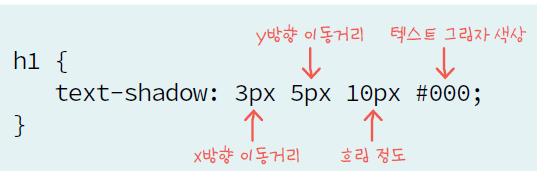 y방향 이동거리 텍스트 그림자 색상
h1 {
text-shadow: 3px 5px 10px #000;
}
x방향 이동거리 흐림 정도